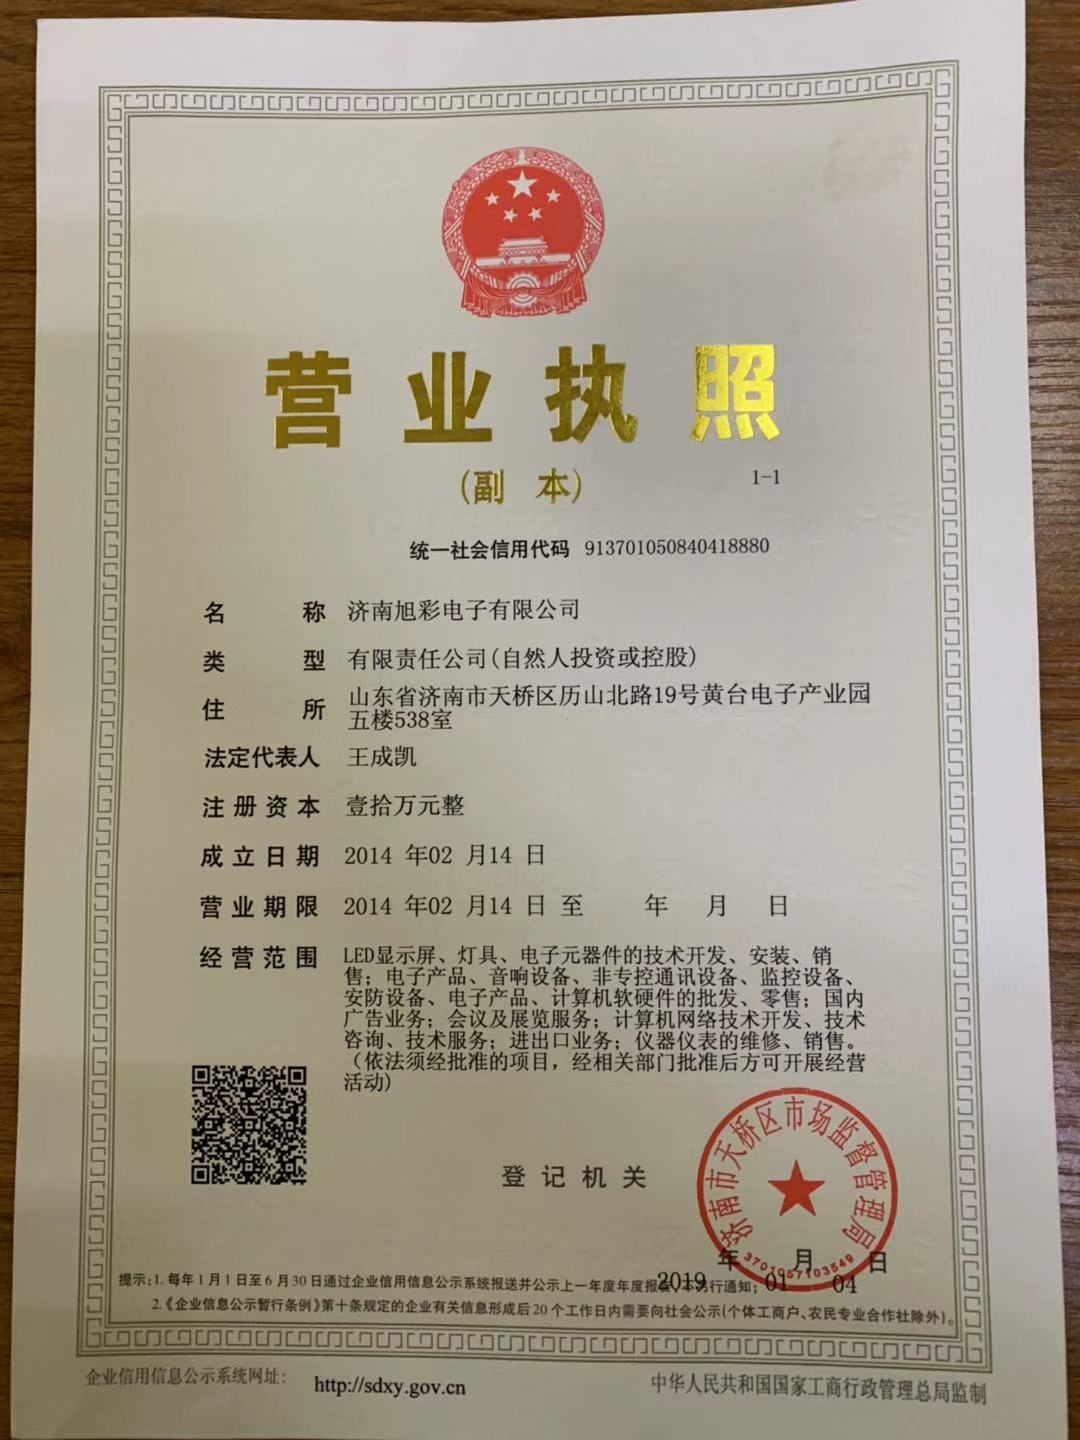 营业执照
(副 本)
1-1
统一社会信用代码 913701050840418880
名 称 济南旭彩电子有限公司
类 型 有限责任公司(自然人投资或控股)
住 所 山东省济南市天桥区历山北路19号黄台电子产业园
五楼538室
法定代表人 王成凯
注册资本 壹拾万元整
成立日期 2014 年02 月14 日
营业期限 2014 年02 月14 日 至 年 月 日
经营范围 LED显示屏、灯具、电子元器件的技术开发、安装、销
售；电子产品、音响设备、非专控通讯设备、监控设备、
安防设备、电子产品、计算机软硬件的批发、零售；国内
广告业务；会议及展览服务；计算机网络技术开发、技术
咨询、技术服务；进出口业务；仪器仪表的维修、销售。
（依法须经批准的项目，经相关部门批准后方可开展经营
活动)
登记机关
济南市天桥区市场监督管理局
3701057103549
年 月 日
2019 01 04
提示：1. 每年1月1日至6月30日通过企业信用信息公示系统报送并公示上一年度年度报告，不另行通知；
2.《企业信息公示暂行条例》第十条规定的企业有关信息形成后20个工作日内需要向社会公示(个体工商户、农民专业合作社除外)。
企业信用信息公示系统网址： http://sdxy.gov.cn
中华人民共和国国家工商行政管理总局监制